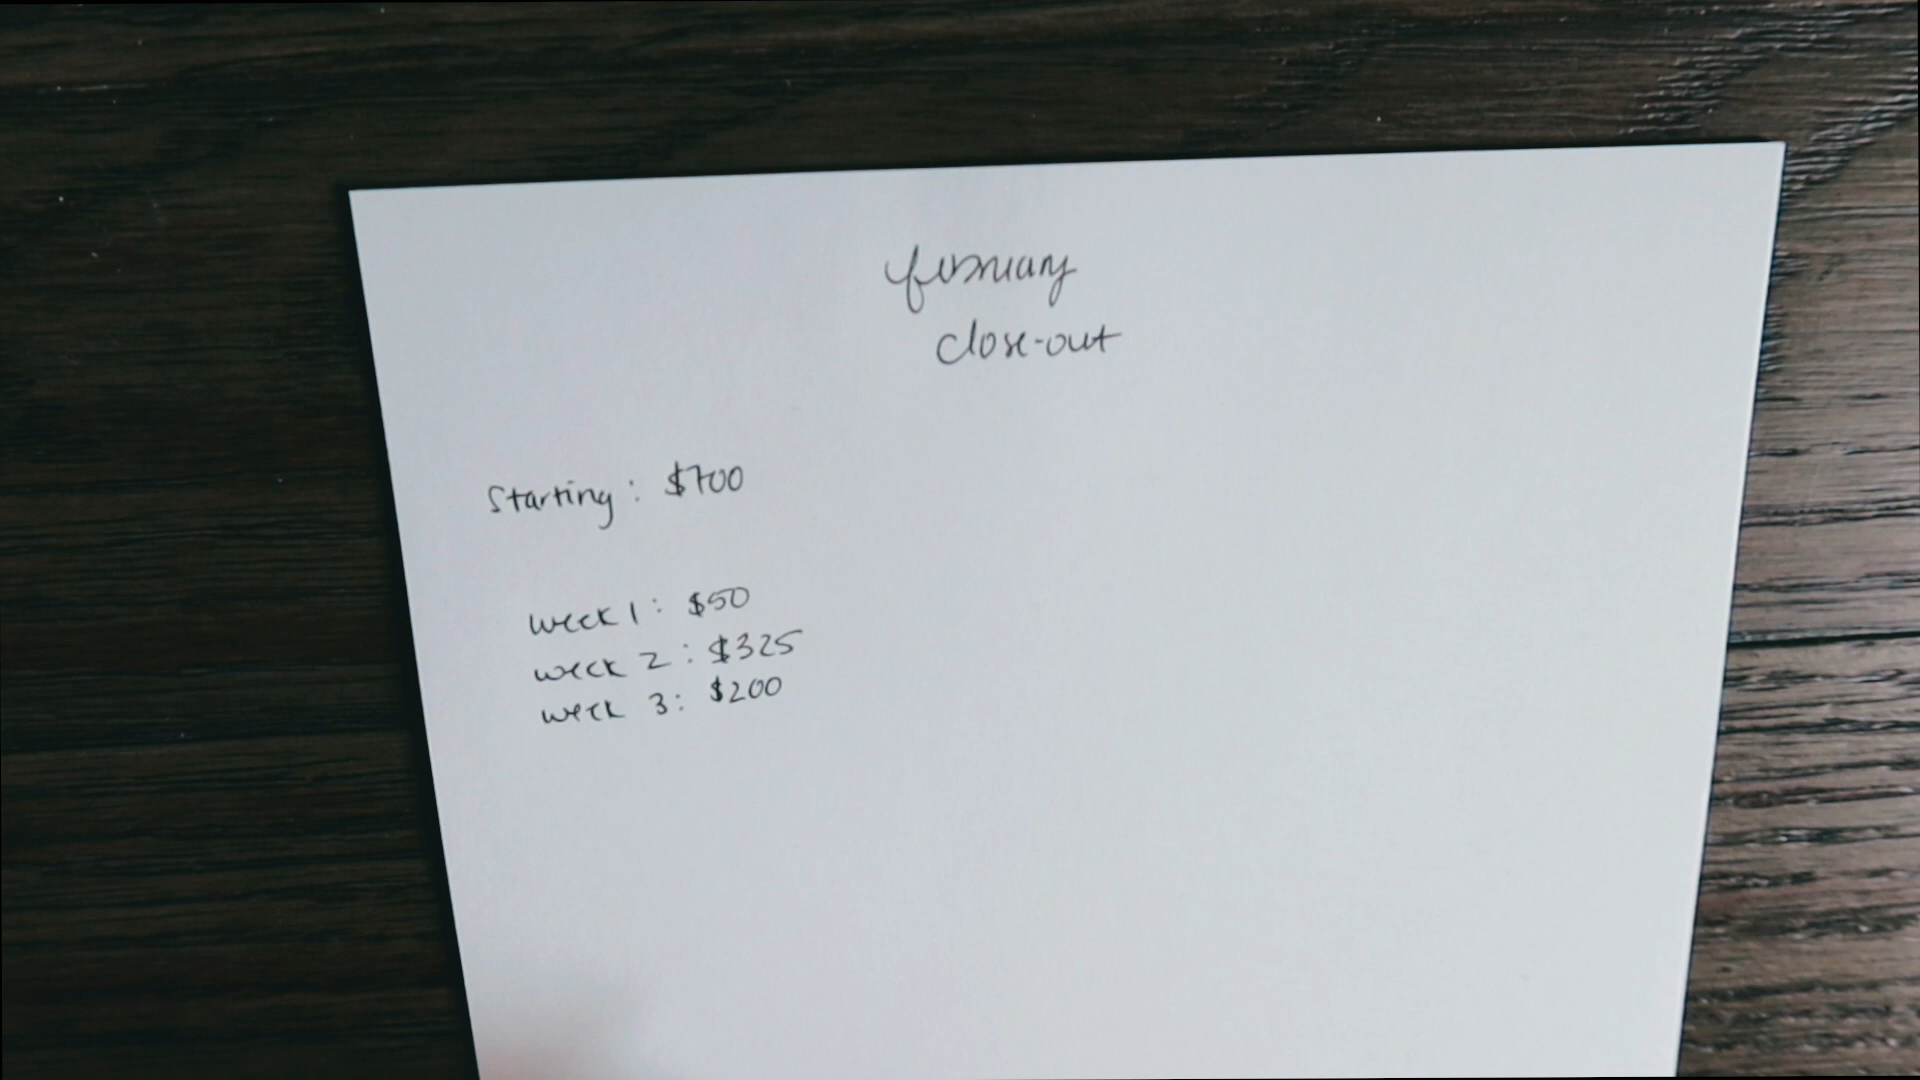 february
close-out
Starting: $700
week 1: $50
week 2: $325
week 3: $200